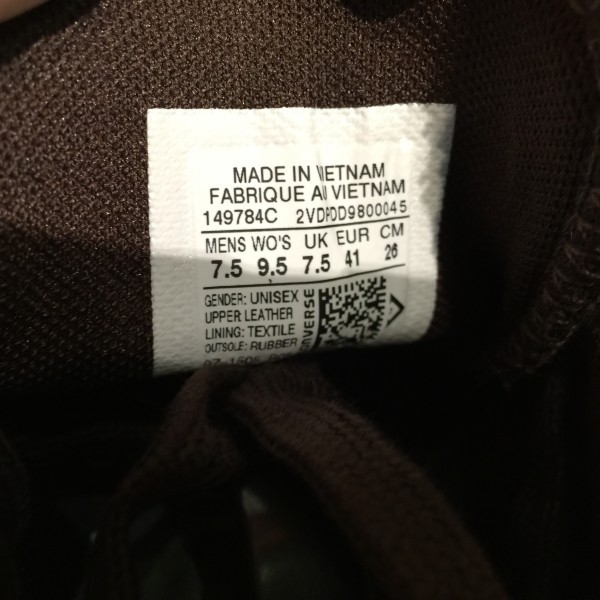 MADE IN VIETNAM
FABRIQUE AU VIETNAM
149784C 2VDPDD9800045
MENS WO'S UK EUR CM
7.5 9.5 7.5 41 26
GENDER: UNISEX
UPPER LEATHER
LINING: TEXTILE
OUTSOLE: RUBBER
CONVERSE